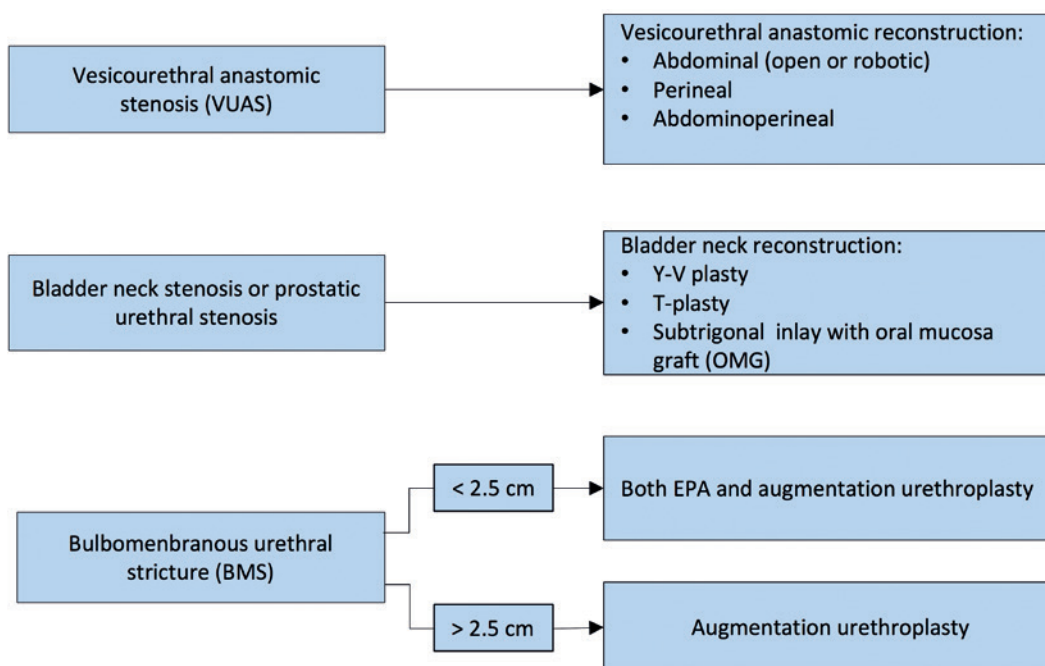 Vesicourethral anastomic
stenosis (VUAS)
Vesicourethral anastomic reconstruction:
• Abdominal (open or robotic)
• Perineal
• Abdominoperineal
Bladder neck stenosis or prostatic
urethral stenosis
Bladder neck reconstruction:
• Y-V plasty
• T-plasty
• Subtrigonal inlay with oral mucosa
graft (OMG)
Bulbomenbranous urethral
stricture (BMS)
< 2.5 cm
Both EPA and augmentation urethroplasty
> 2.5 cm
Augmentation urethroplasty